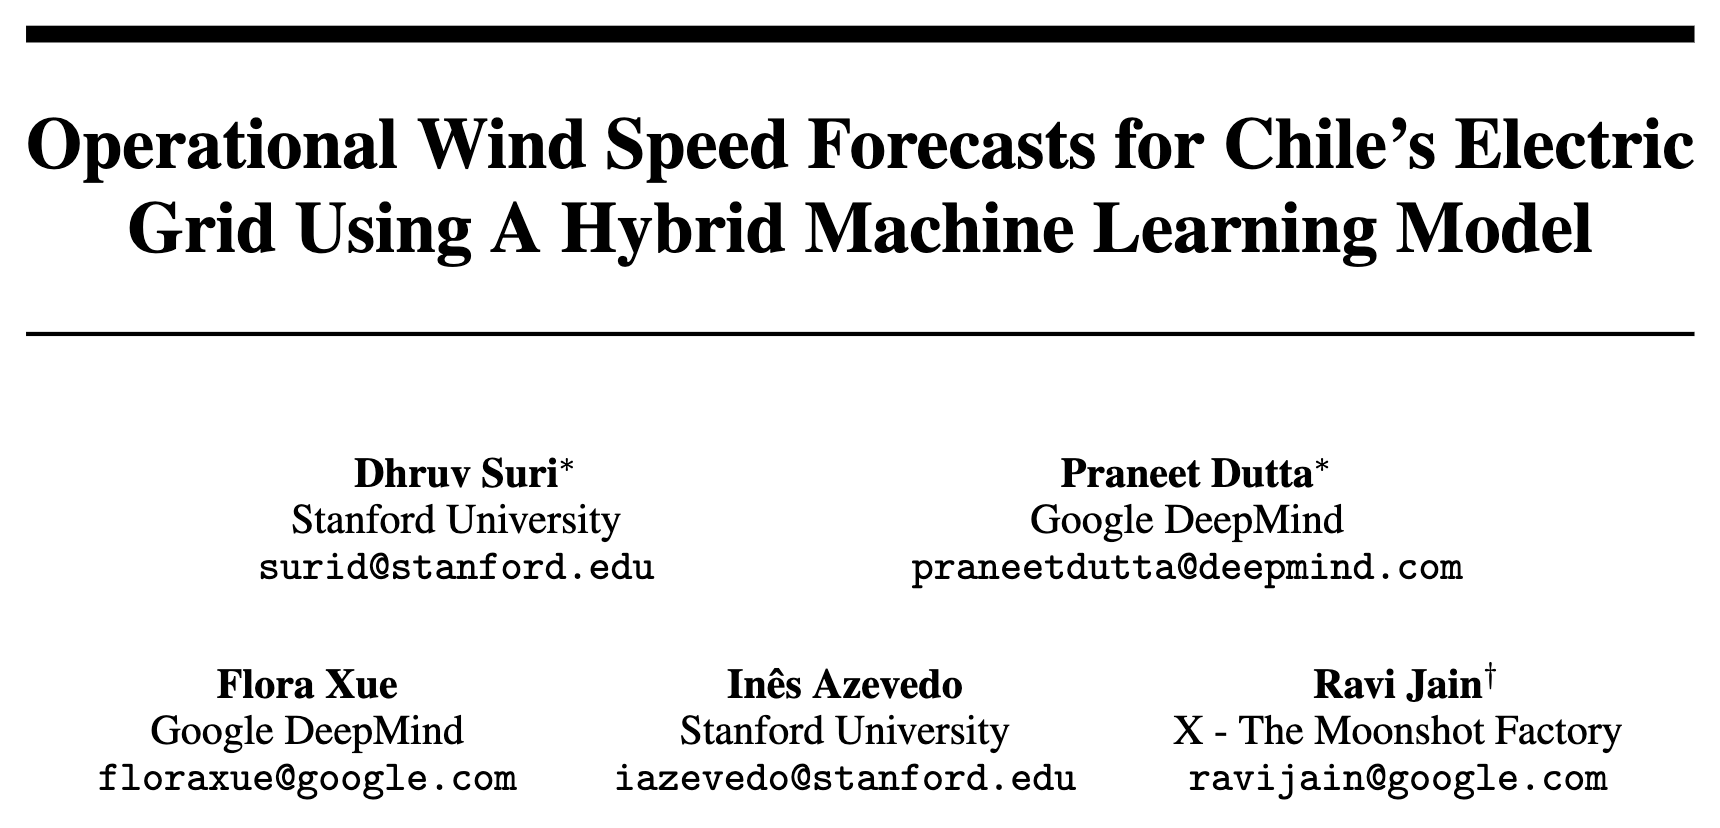 Operational Wind Speed Forecasts for Chile’s Electric
Grid Using A Hybrid Machine Learning Model
Dhruv Suri* Praneet Dutta*
Stanford University Google DeepMind
surid@stanford.edu praneetdutta@deepmind.com
Flora Xue Inês Azevedo Ravi Jain†
Google DeepMind Stanford University X - The Moonshot Factory
floraxue@google.com iazevedo@stanford.edu ravijain@google.com